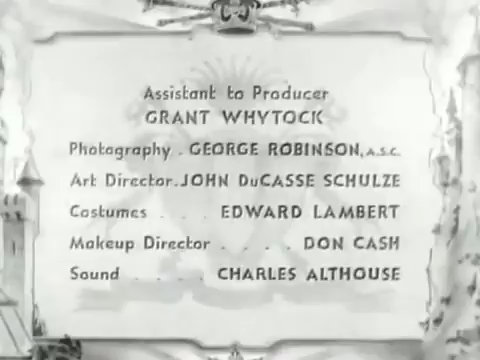 Assistant to Producer
GRANT WHYTOCK
Photography . GEORGE ROBINSON, A.S.C.
Art Director. JOHN DuCASSE SCHULZE
Costumes . . . EDWARD LAMBERT
Makeup Director . . . . DON CASH
Sound . . . . CHARLES ALTHOUSE